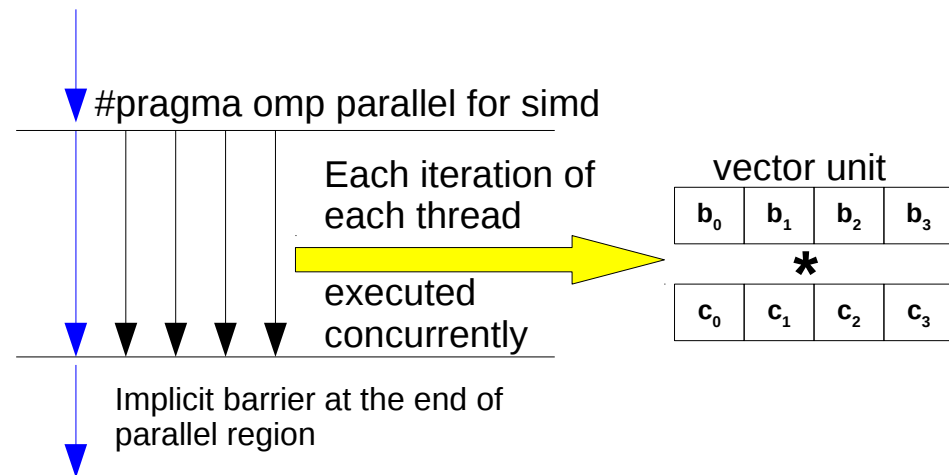 #pragma omp parallel for simd
Each iteration of
each thread
executed
concurrently
vector unit
b₀ b₁ b₂ b₃
*
c₀ c₁ c₂ c₃
Implicit barrier at the end of
parallel region